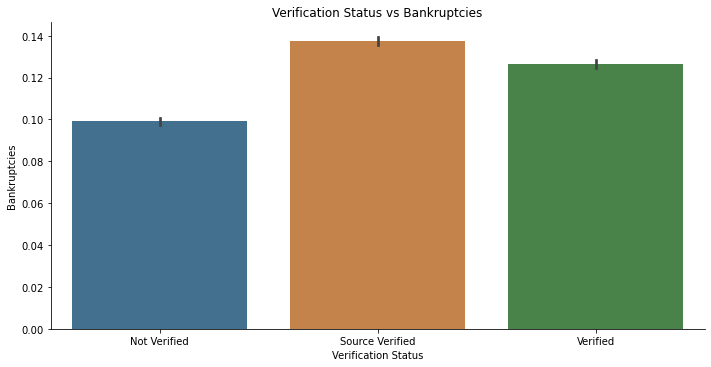 Verification Status vs Bankruptcies
0.14
0.12
0.10
0.08
0.06
0.04
0.02
0.00
Bankruptcies
Not Verified
Source Verified
Verified
Verification Status